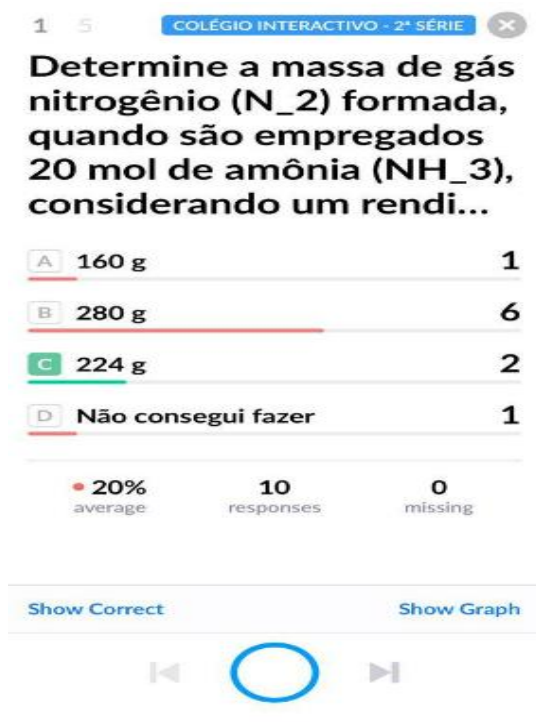 1 5 COLÉGIO INTERACTIVO - 2ª SÉRIE
Determine a massa de gás
nitrogênio (N_2) formada,
quando são empregados
20 mol de amônia (NH_3),
considerando um rendi...
A 160 g 1
B 280 g 6
C 224 g 2
D Não consegui fazer 1
20% 10 0
average responses missing
Show Correct Show Graph